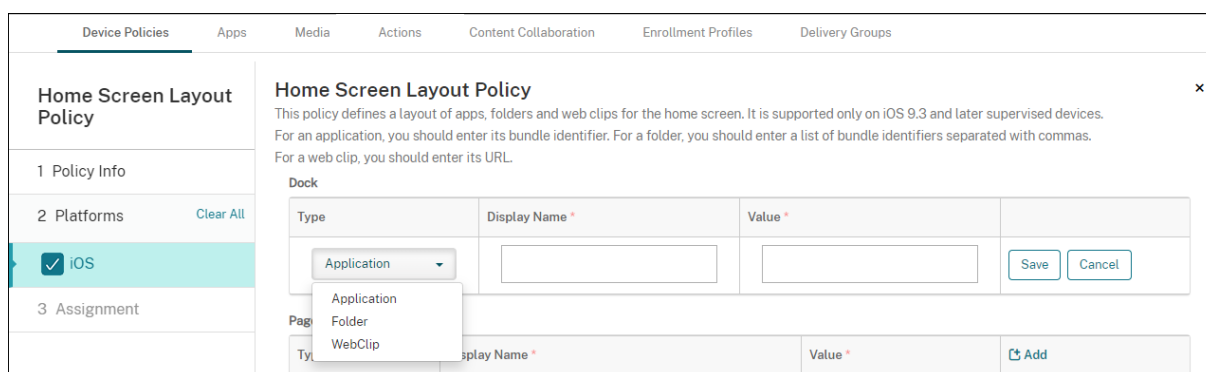 Device Policies Apps Media Actions Content Collaboration Enrollment Profiles Delivery Groups
Home Screen Layout Policy
1 Policy Info
2 Platforms Clear All
iOS
3 Assignment
Home Screen Layout Policy
×
This policy defines a layout of apps, folders and web clips for the home screen. It is supported only on iOS 9.3 and later supervised devices.
For an application, you should enter its bundle identifier. For a folder, you should enter a list of bundle identifiers separated with commas.
For a web clip, you should enter its URL.
Dock
Type Display Name * Value *
Application Save Cancel
Application
Folder
WebClip
Pag
Ty splay Name * Value * Add